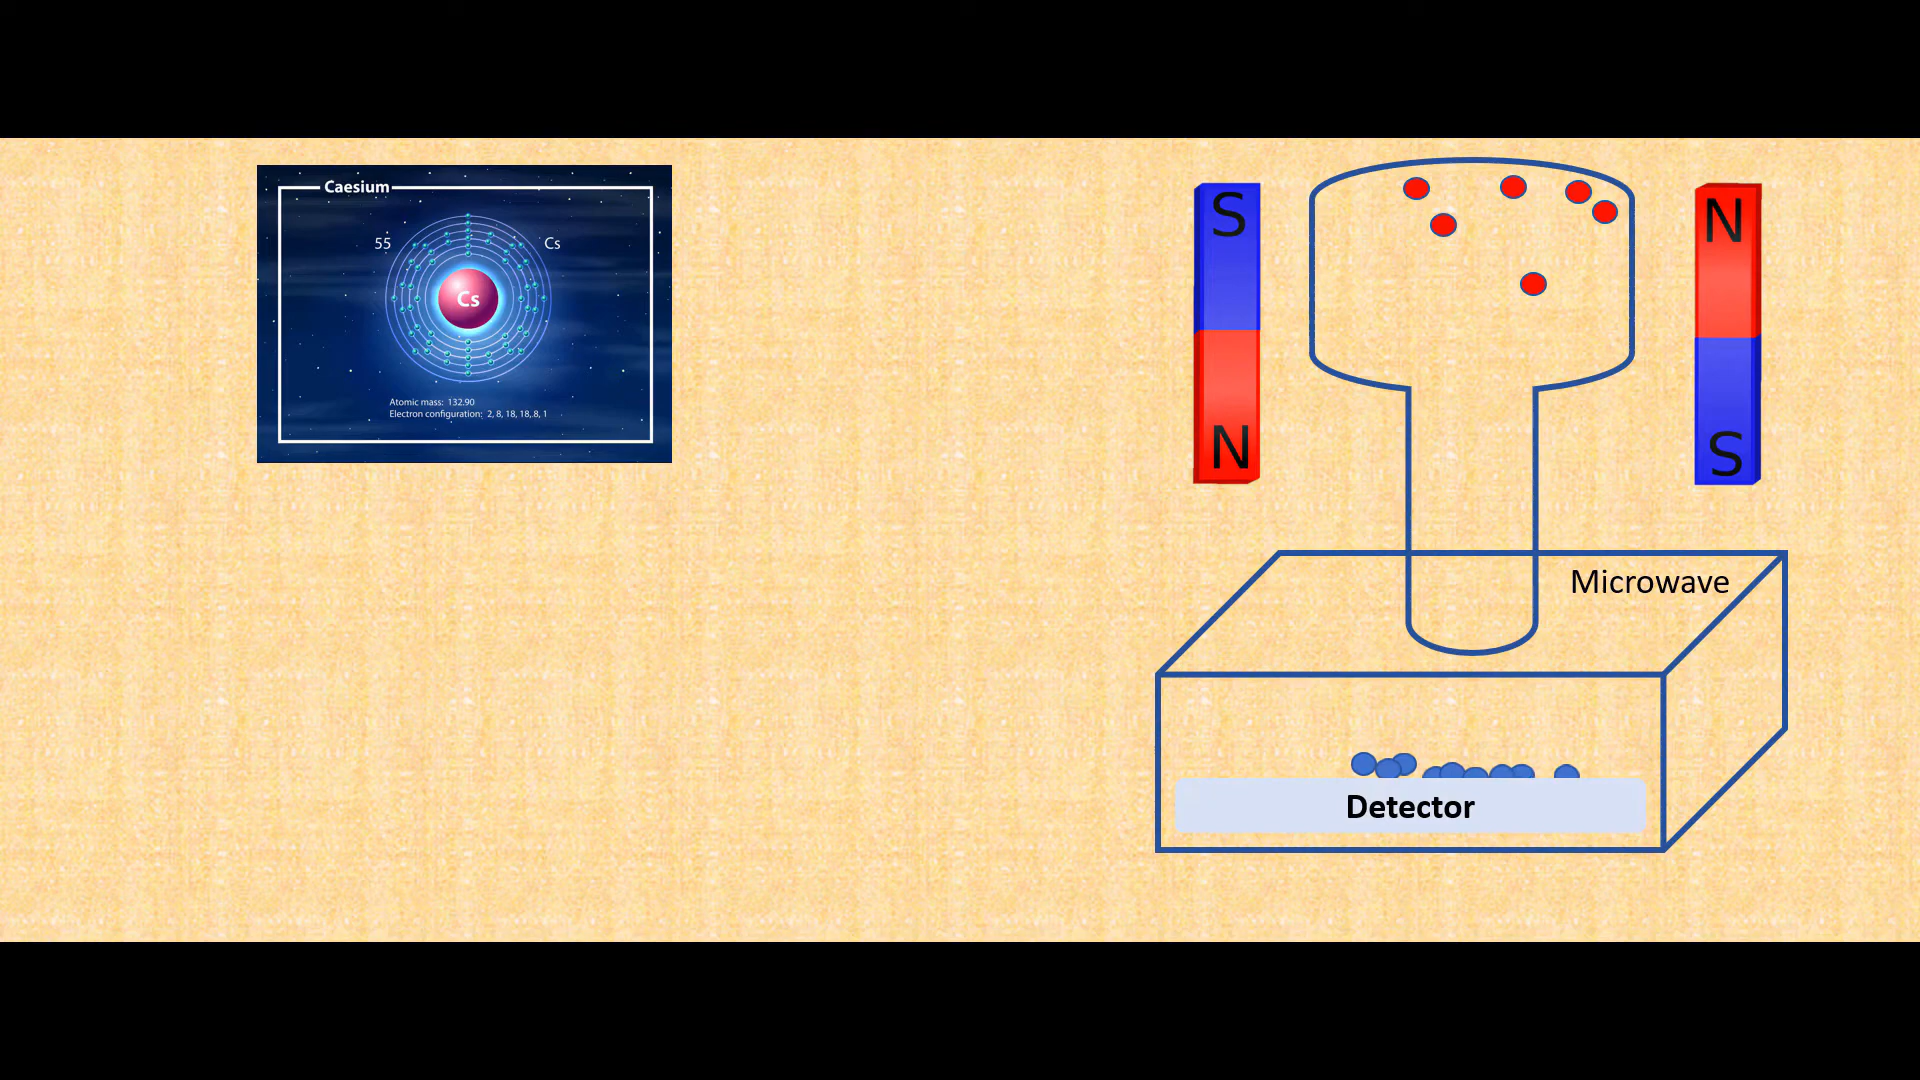 Caesium
55
Cs
Cs
Atomic mass: 132.90
Electron configuration: 2, 8, 18, 18, 8, 1
S
N
N
S
Microwave
Detector